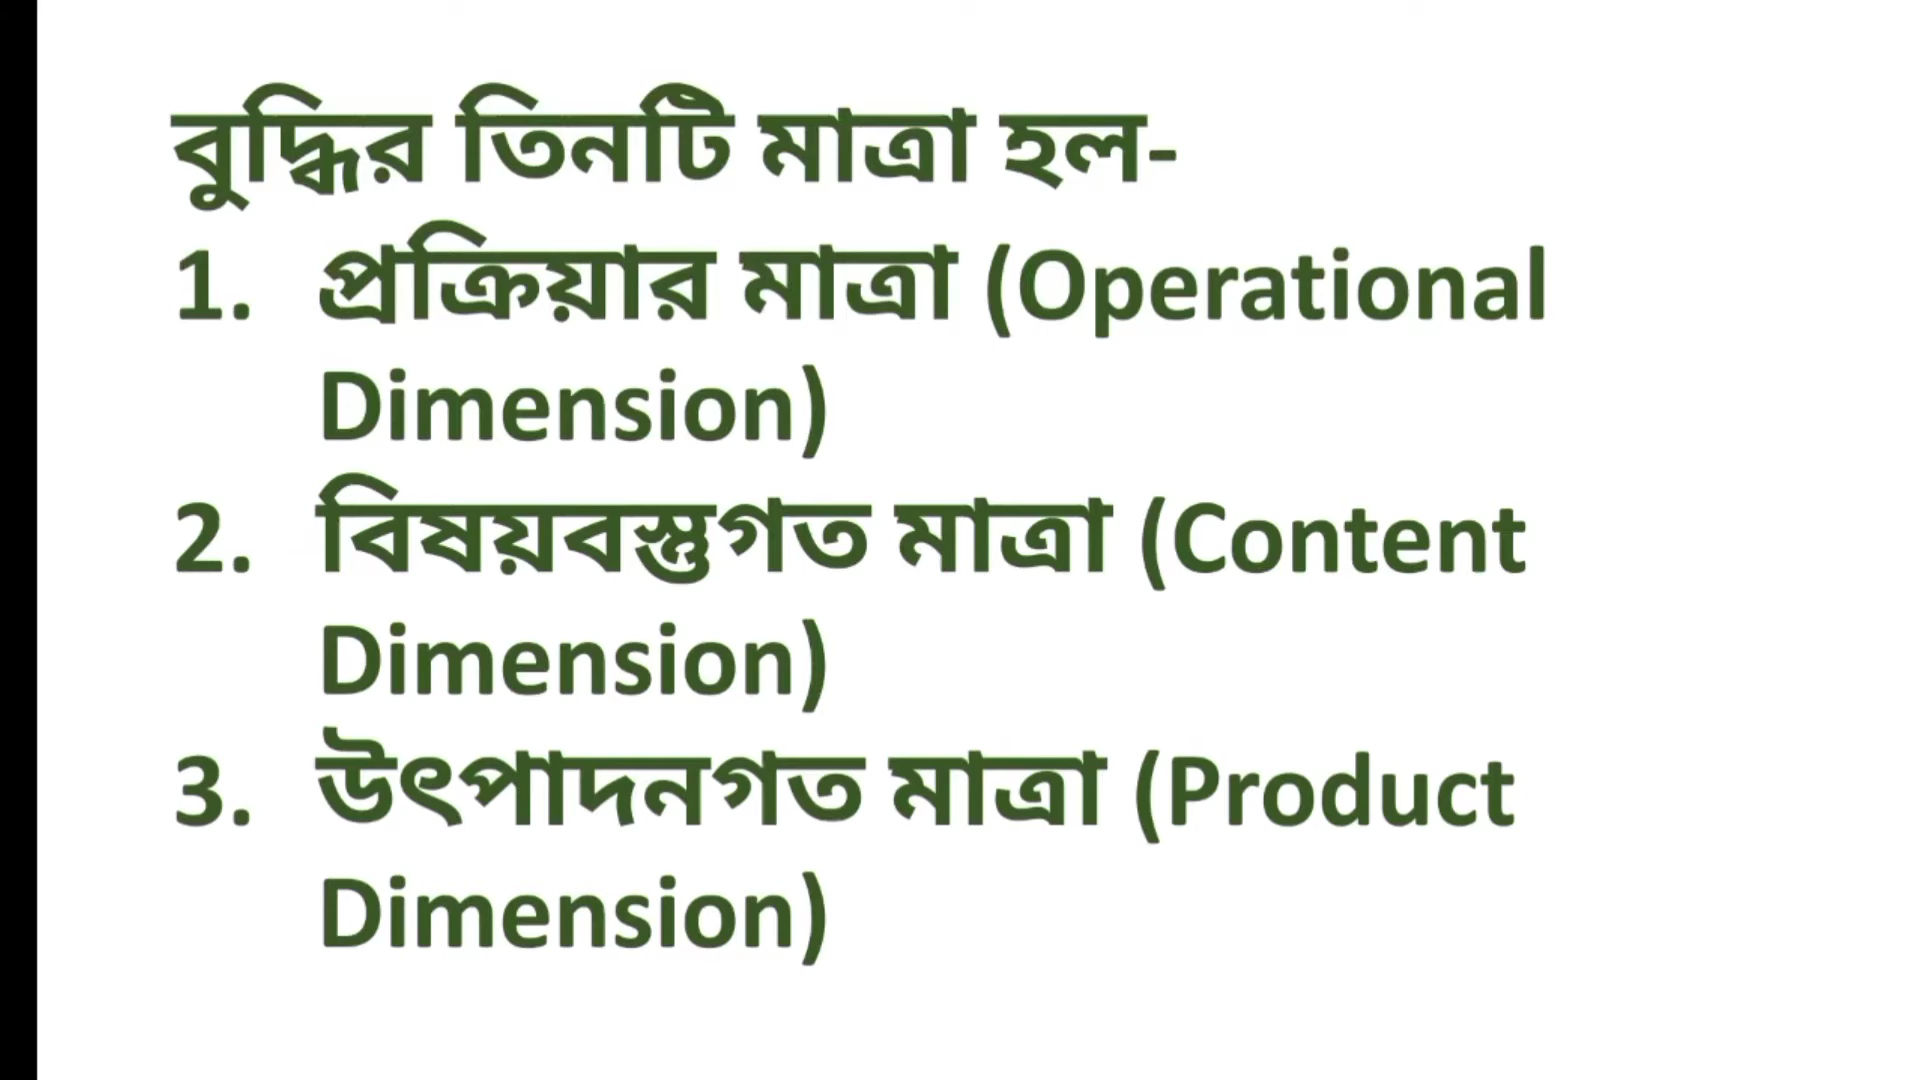 বুদ্ধির তিনটি মাত্রা হল-
1. প্রক্রিয়ার মাত্রা (Operational
Dimension)
2. বিষয়বস্তুগত মাত্রা (Content
Dimension)
3. উৎপাদনগত মাত্রা (Product
Dimension)